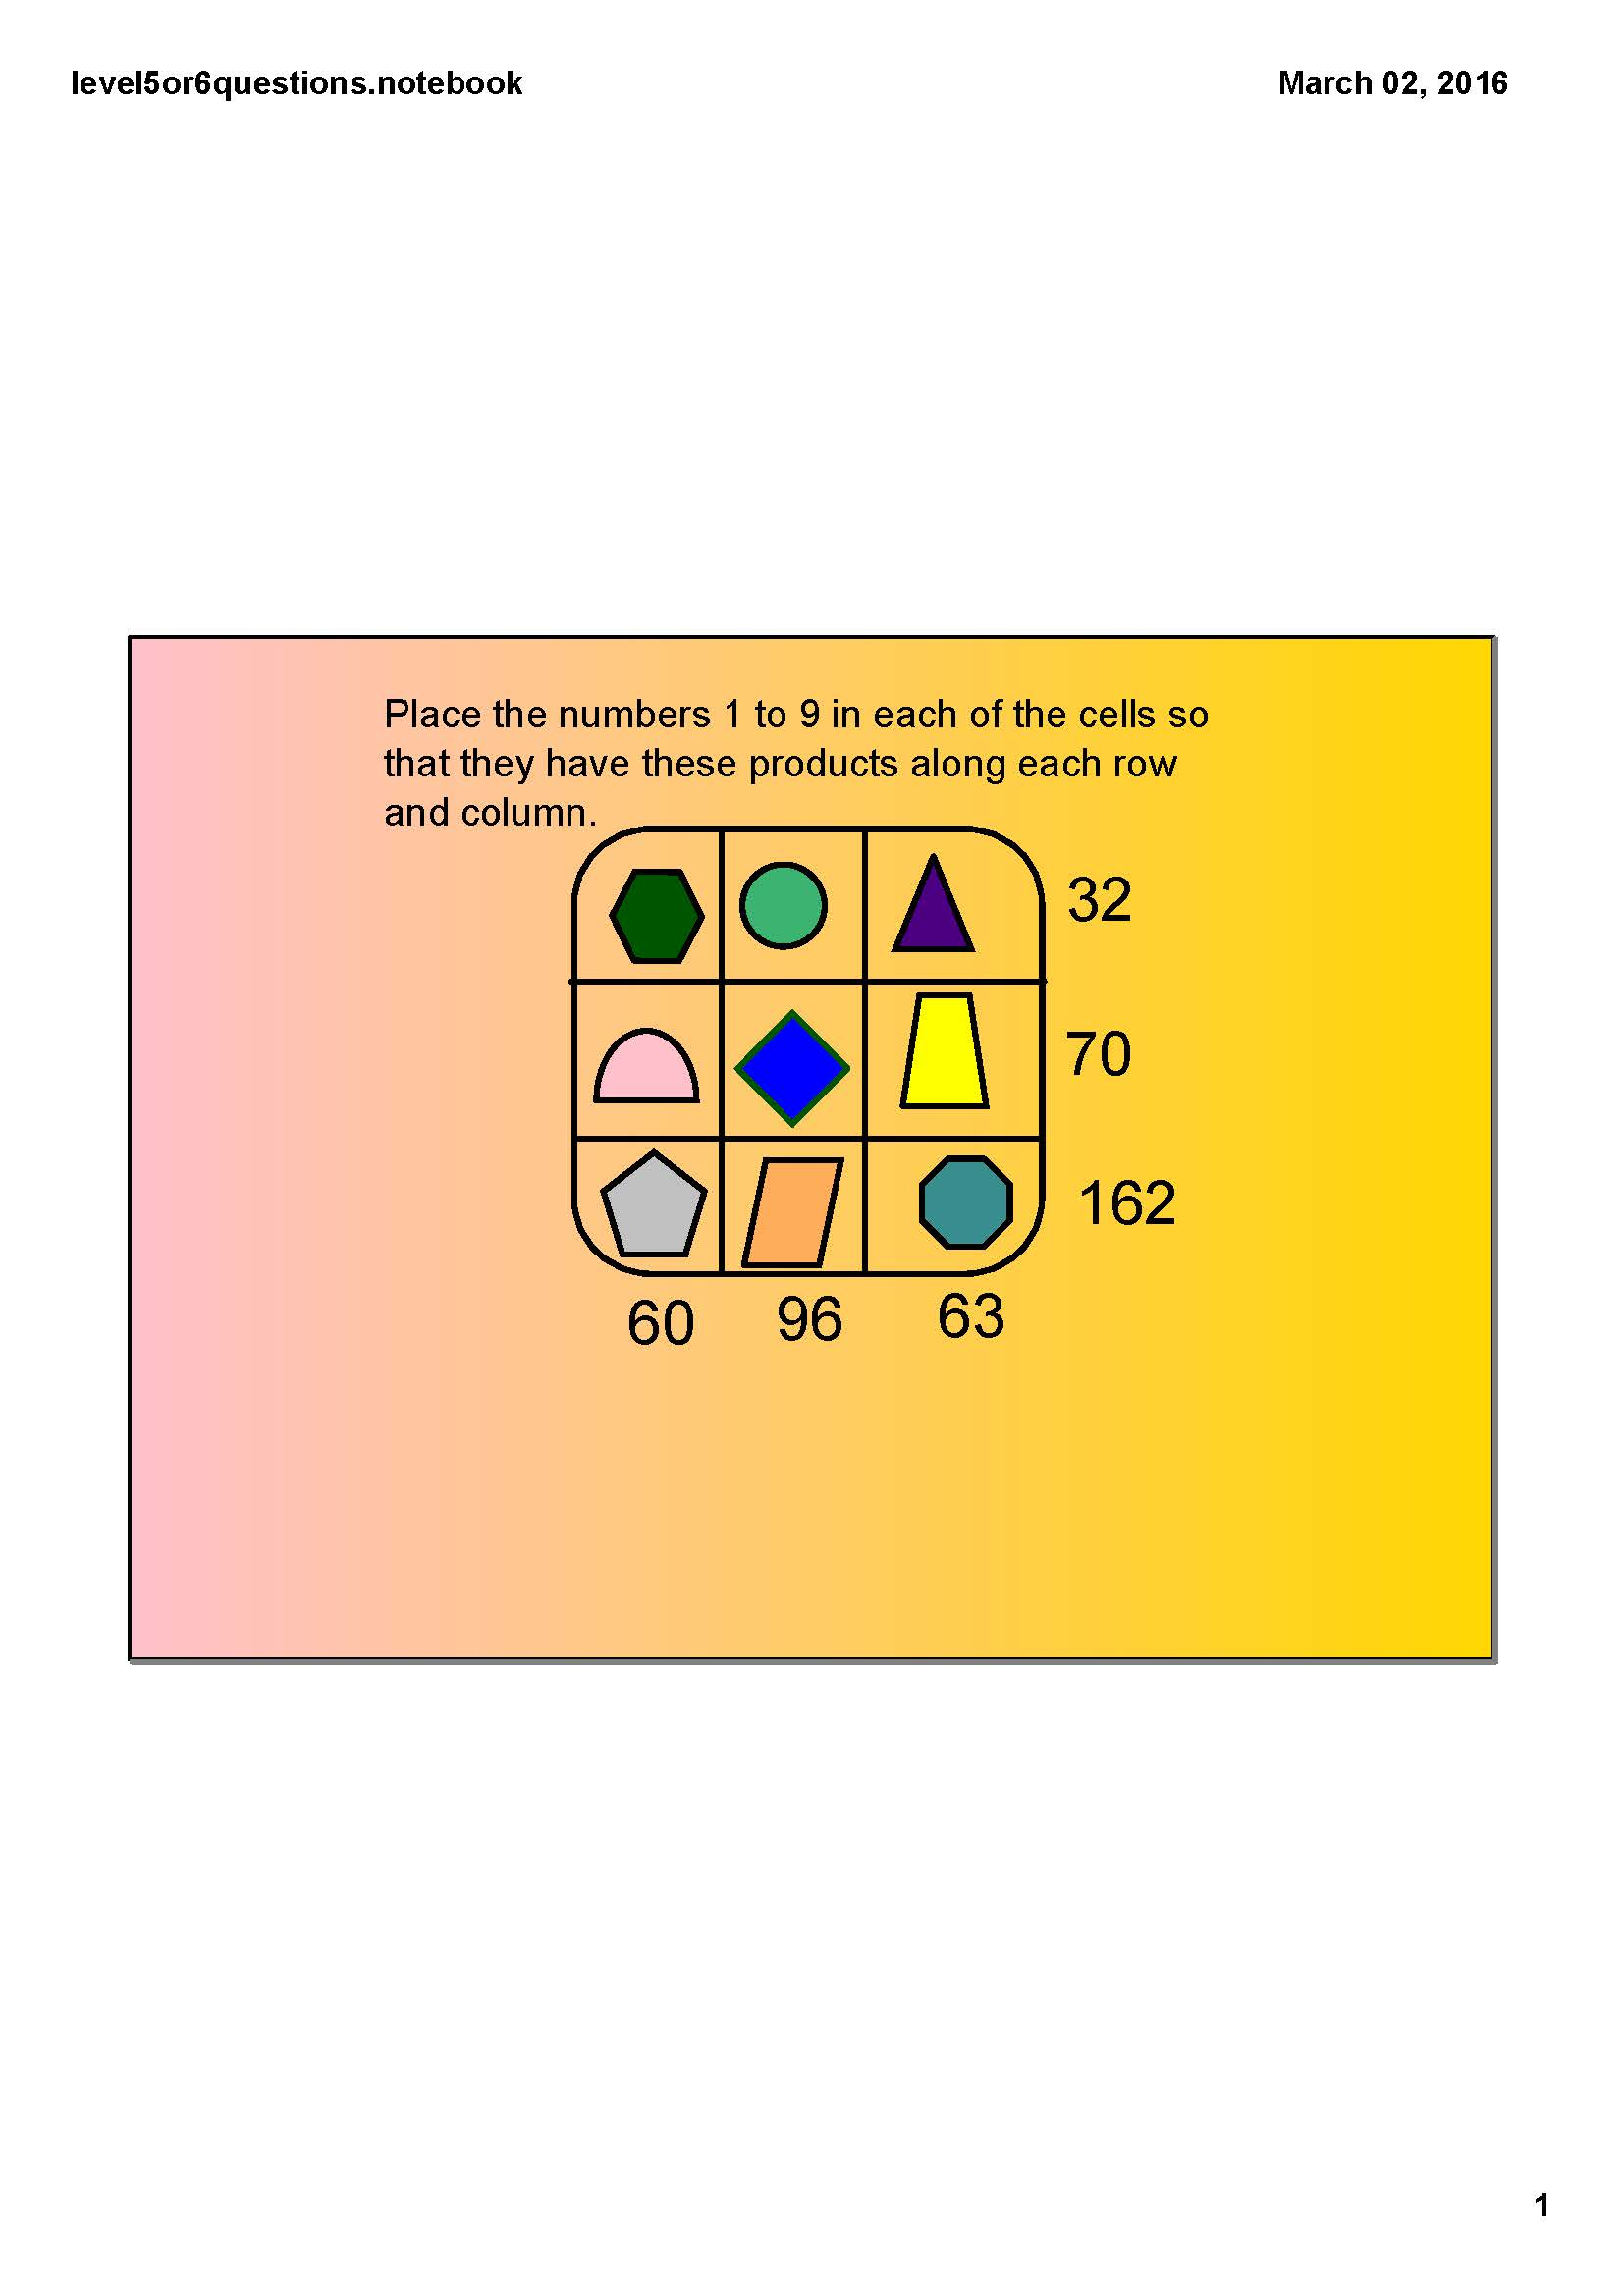 level5or6questions.notebook
March 02, 2016
Place the numbers 1 to 9 in each of the cells so
that they have these products along each row
and column.
32
70
162
60 96 63
1